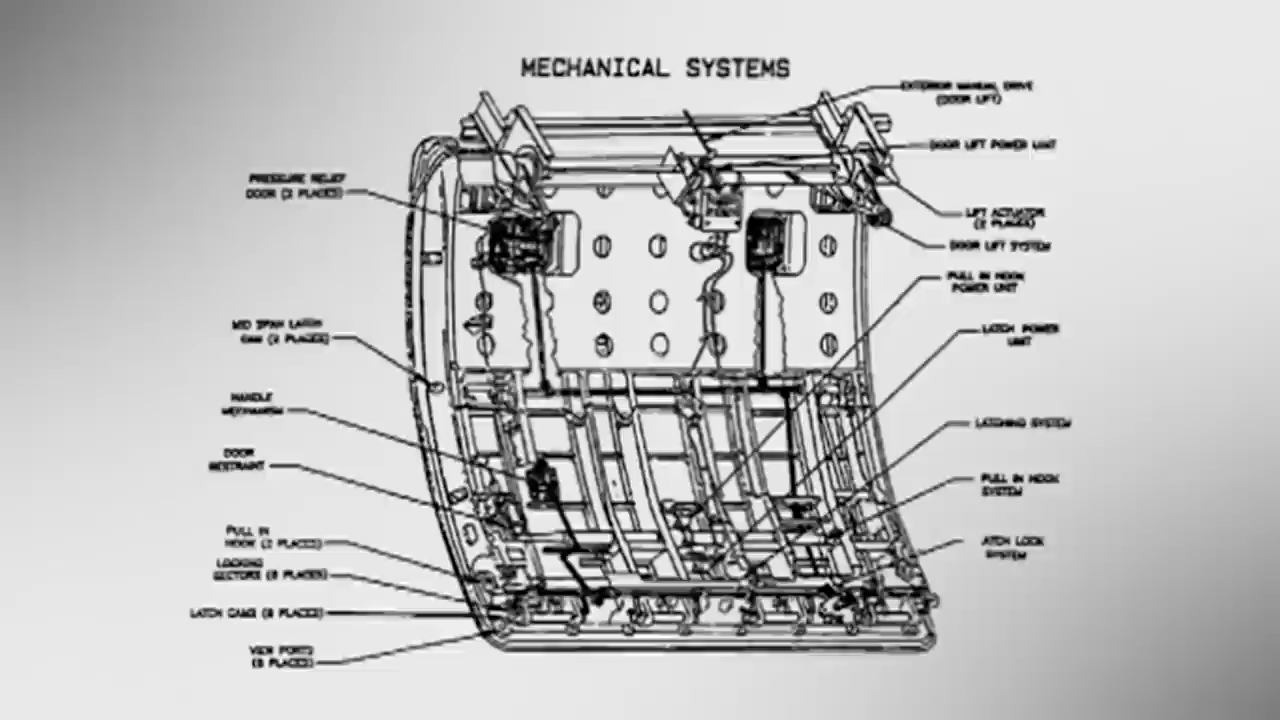 MECHANICAL SYSTEMS
EXTERIOR MANUAL DRIVE
(DOOR LIFT)
DOOR LIFT POWER UNIT
PRESSURE RELIEF
DOOR (2 PLACES)
LIFT ACTUATOR
(2 PLACES)
DOOR LIFT SYSTEM
PULL IN HOOK
POWER UNIT
MID SPAN LATCH
CAM (2 PLACES)
LATCH POWER
UNIT
HANDLE
MECHANISM
LATCHING SYSTEM
DOOR
RESTRAINT
PULL IN HOOK
SYSTEM
PULL IN
HOOK (2 PLACES)
ATCH LOCK
SYSTEM
LOCKING
SECTORS (8 PLACES)
LATCH CAMS (8 PLACES)
VIEW PORTS
(8 PLACES)